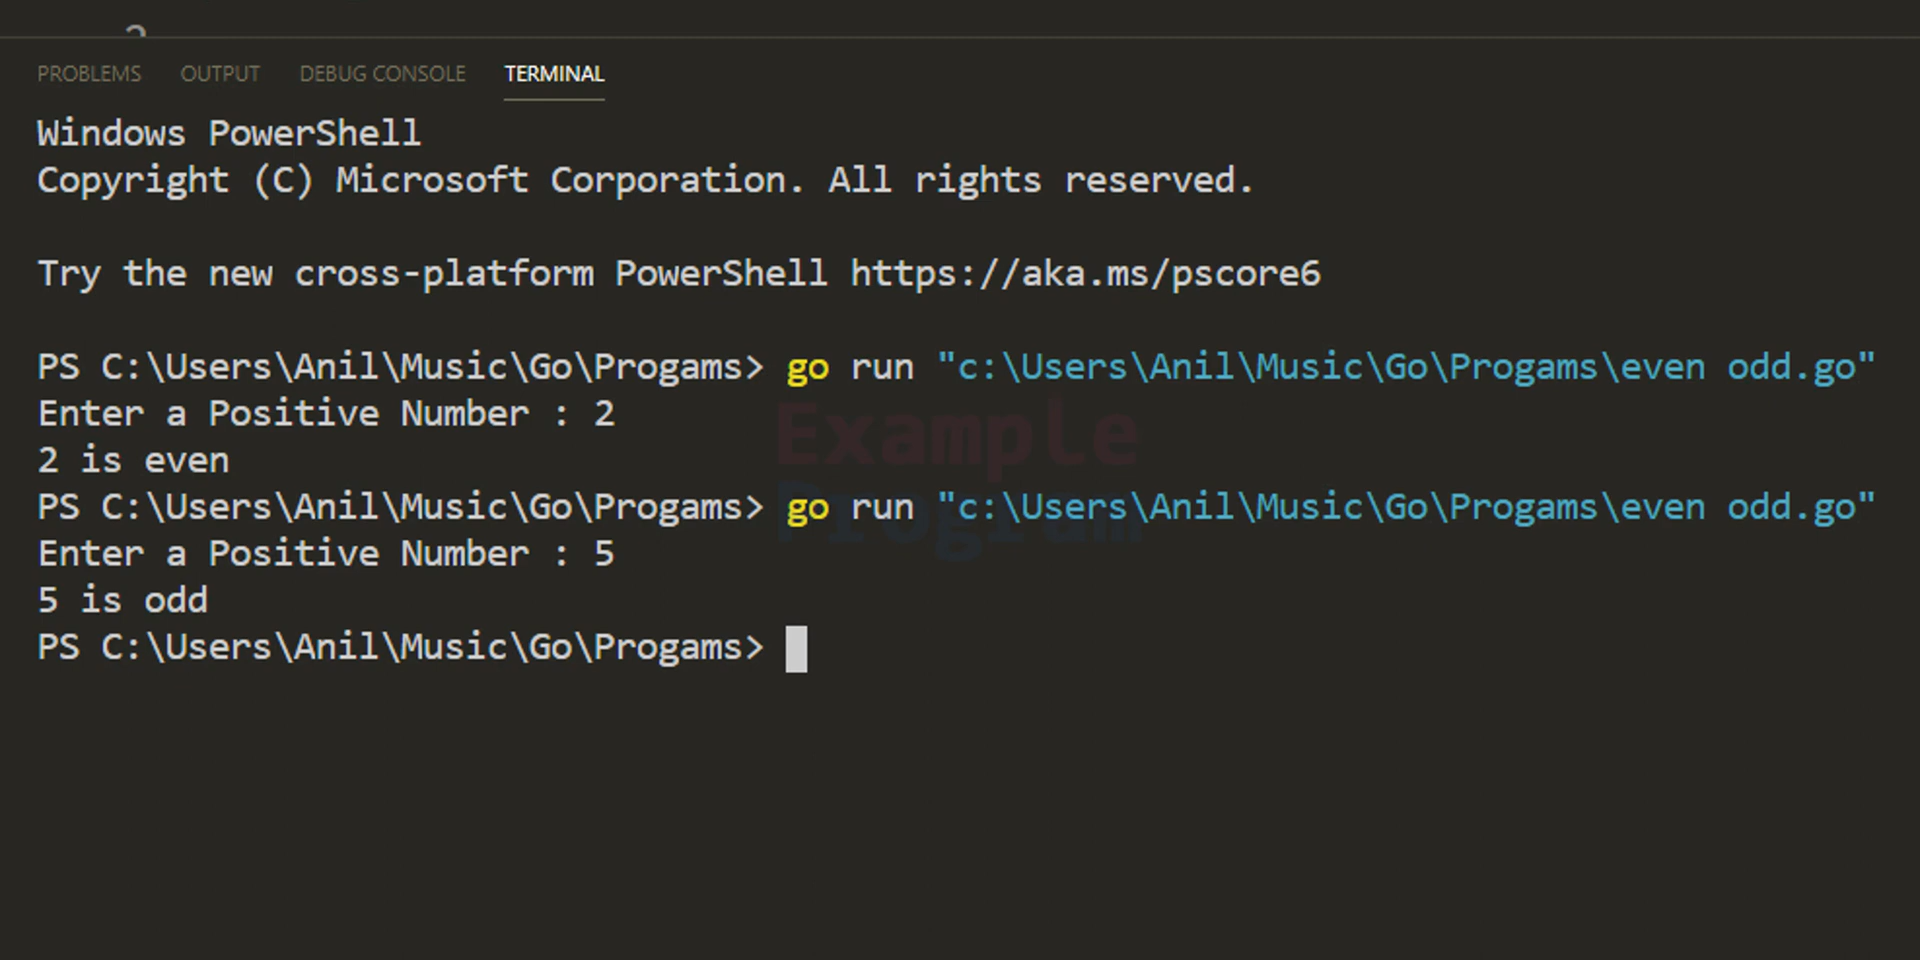 PROBLEMS OUTPUT DEBUG CONSOLE TERMINAL
Windows PowerShell
Copyright (C) Microsoft Corporation. All rights reserved.
Try the new cross-platform PowerShell https://aka.ms/pscore6
PS C:\Users\Anil\Music\Go\Progams> go run "c:\Users\Anil\Music\Go\Progams\even odd.go"
Enter a Positive Number : 2
2 is even
PS C:\Users\Anil\Music\Go\Progams> go run "c:\Users\Anil\Music\Go\Progams\even odd.go"
Enter a Positive Number : 5
5 is odd
PS C:\Users\Anil\Music\Go\Progams>
Example
Program